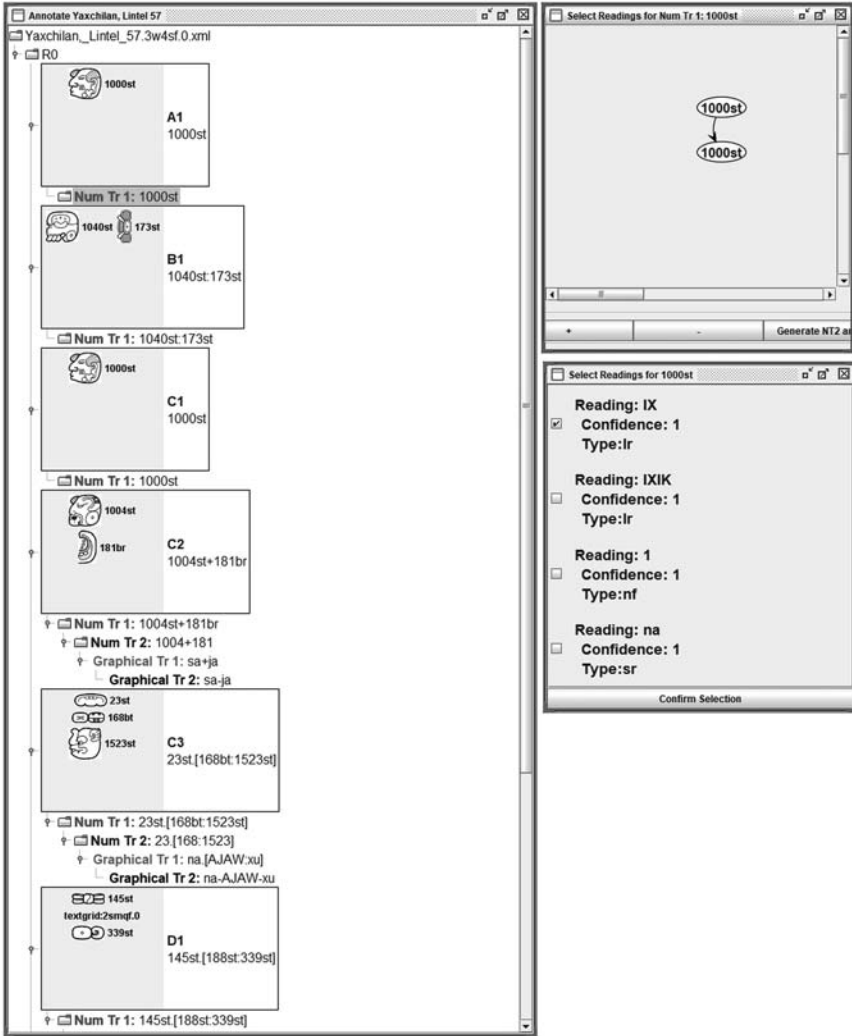 Annotate Yaxchilan, Lintel 57
Yaxchilan,_Lintel_57.3w4sf.0.xml
R0
1000st
A1
1000st
Num Tr 1: 1000st
1040st 173st
B1
1040st:173st
Num Tr 1: 1040st:173st
1000st
C1
1000st
Num Tr 1: 1000st
1004st
181br
C2
1004st+181br
Num Tr 1: 1004st+181br
Num Tr 2: 1004+181
Graphical Tr 1: sa+ja
Graphical Tr 2: sa-ja
23st
168bt
1523st
C3
23st.[168bt:1523st]
Num Tr 1: 23st.[168bt:1523st]
Num Tr 2: 23.[168:1523]
Graphical Tr 1: na.[AJAW:xu]
Graphical Tr 2: na-AJAW-xu
145st
textgrid:2smqf.0
339st
D1
145st.[188st:339st]
Num Tr 1: 145st.[188st:339st]
Select Readings for Num Tr 1: 1000st
1000st
1000st
+ - Generate NT2 an
Select Readings for 1000st
Reading: IX
Confidence: 1
Type:lr
Reading: IXIK
Confidence: 1
Type:lr
Reading: 1
Confidence: 1
Type:nf
Reading: na
Confidence: 1
Type:sr
Confirm Selection